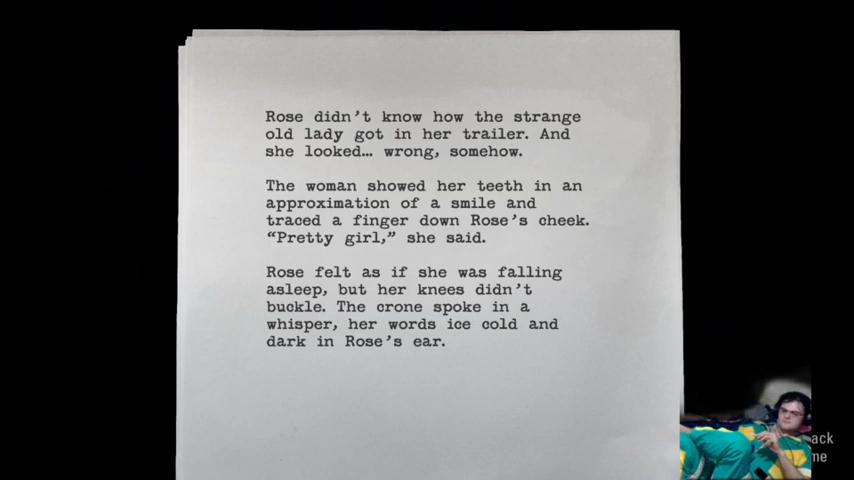 Rose didn’t know how the strange
old lady got in her trailer. And
she looked… wrong, somehow.
The woman showed her teeth in an
approximation of a smile and
traced a finger down Rose’s cheek.
“Pretty girl,” she said.
Rose felt as if she was falling
asleep, but her knees didn’t
buckle. The crone spoke in a
whisper, her words ice cold and
dark in Rose’s ear.